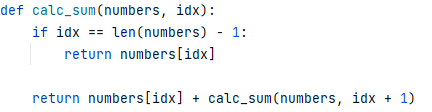 def calc_sum(numbers, idx):
    if idx == len(numbers) - 1:
        return numbers[idx]

    return numbers[idx] + calc_sum(numbers, idx + 1)